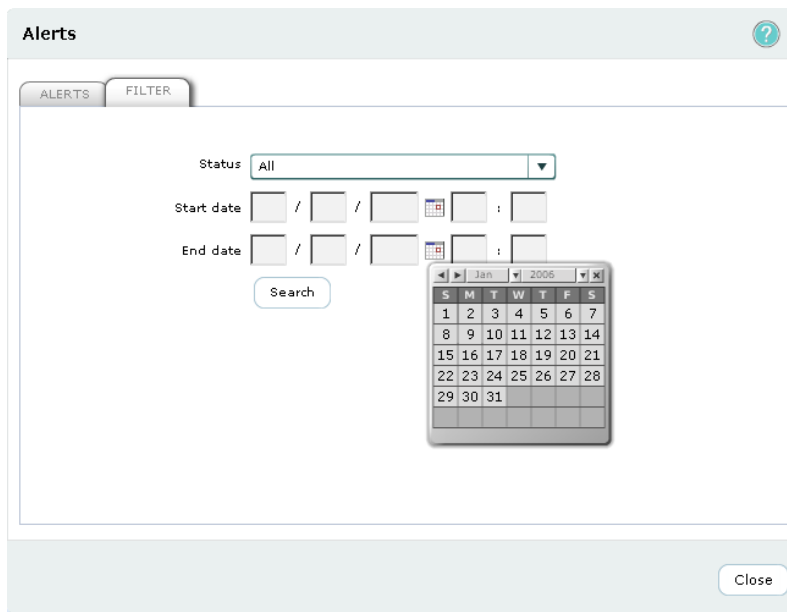 Alerts
?
ALERTS FILTER
Status All
Start date / / :
End date / / :
Search
Jan 2006
S M T W T F S
1 2 3 4 5 6 7
8 9 10 11 12 13 14
15 16 17 18 19 20 21
22 23 24 25 26 27 28
29 30 31
Close